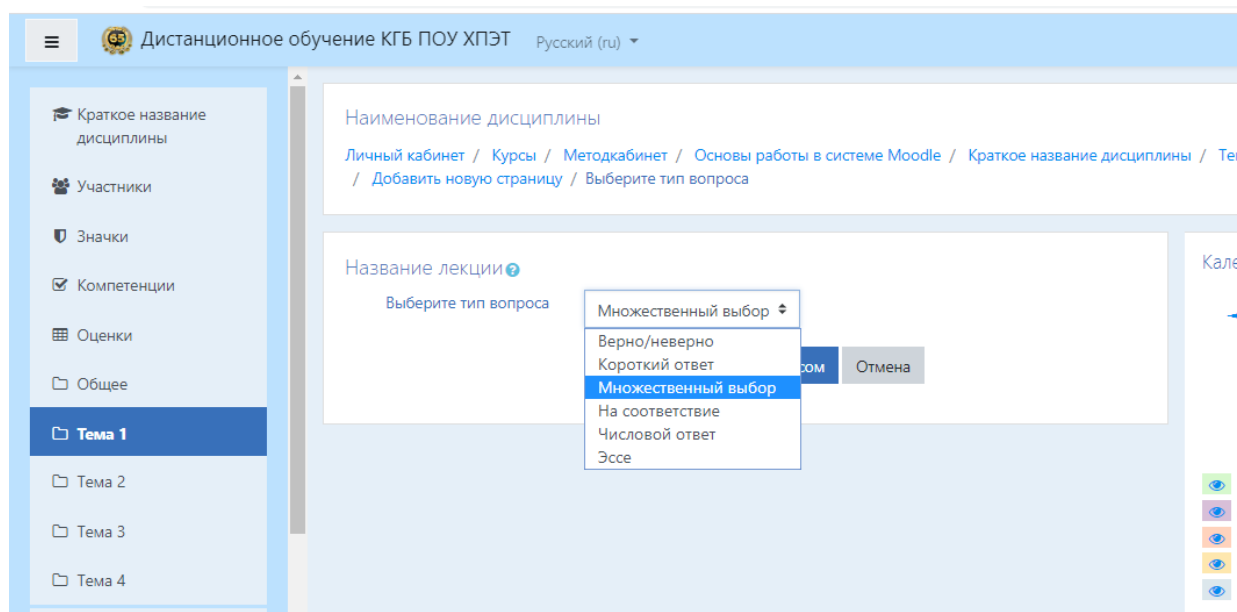 Дистанционное обучение КГБ ПОУ ХПЭТ Русский (ru)
Краткое название
дисциплины
Участники
Значки
Компетенции
Оценки
Общее
Тема 1
Тема 2
Тема 3
Тема 4
Наименование дисциплины
Личный кабинет / Курсы / Методкабинет / Основы работы в системе Moodle / Краткое название дисциплины /
/ Добавить новую страницу / Выберите тип вопроса
Название лекции
Выберите тип вопроса
Множественный выбор
Верно/неверно
Короткий ответ
Множественный выбор
На соответствие
Числовой ответ
Эссе
Отмена